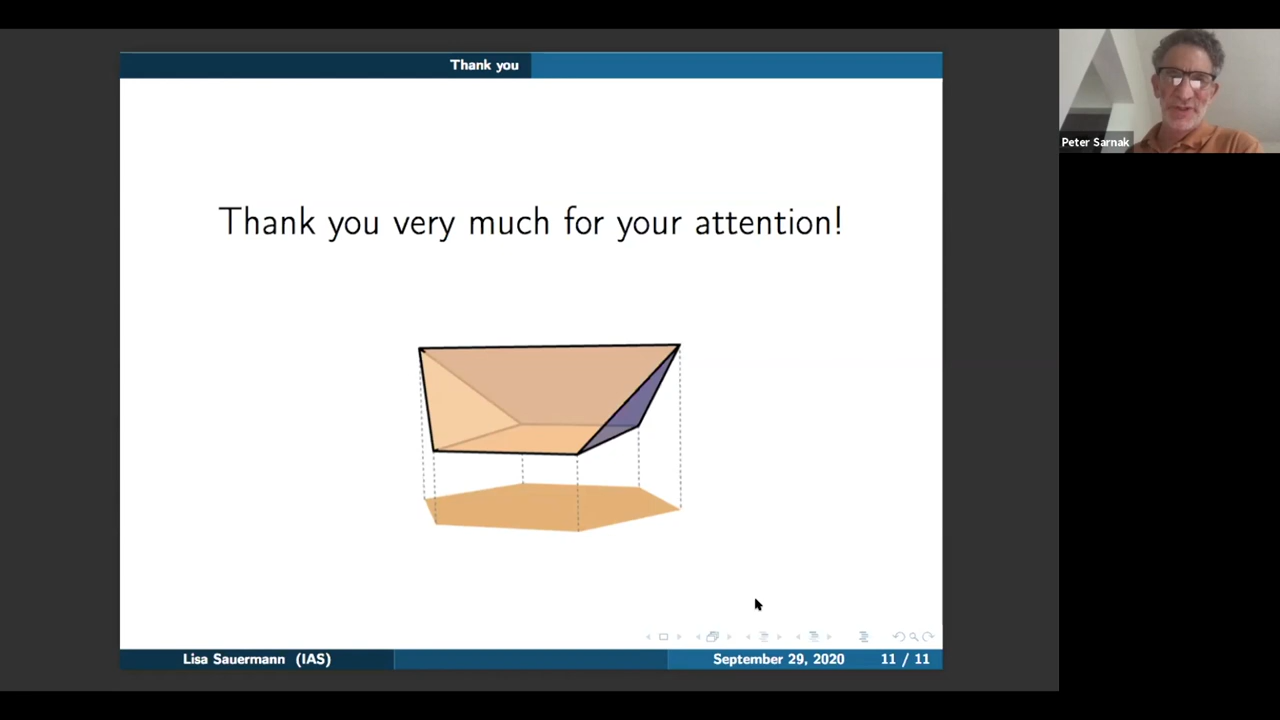 Thank you
Peter Sarnak
Thank you very much for your attention!
Lisa Sauermann (IAS)
September 29, 2020
11 / 11